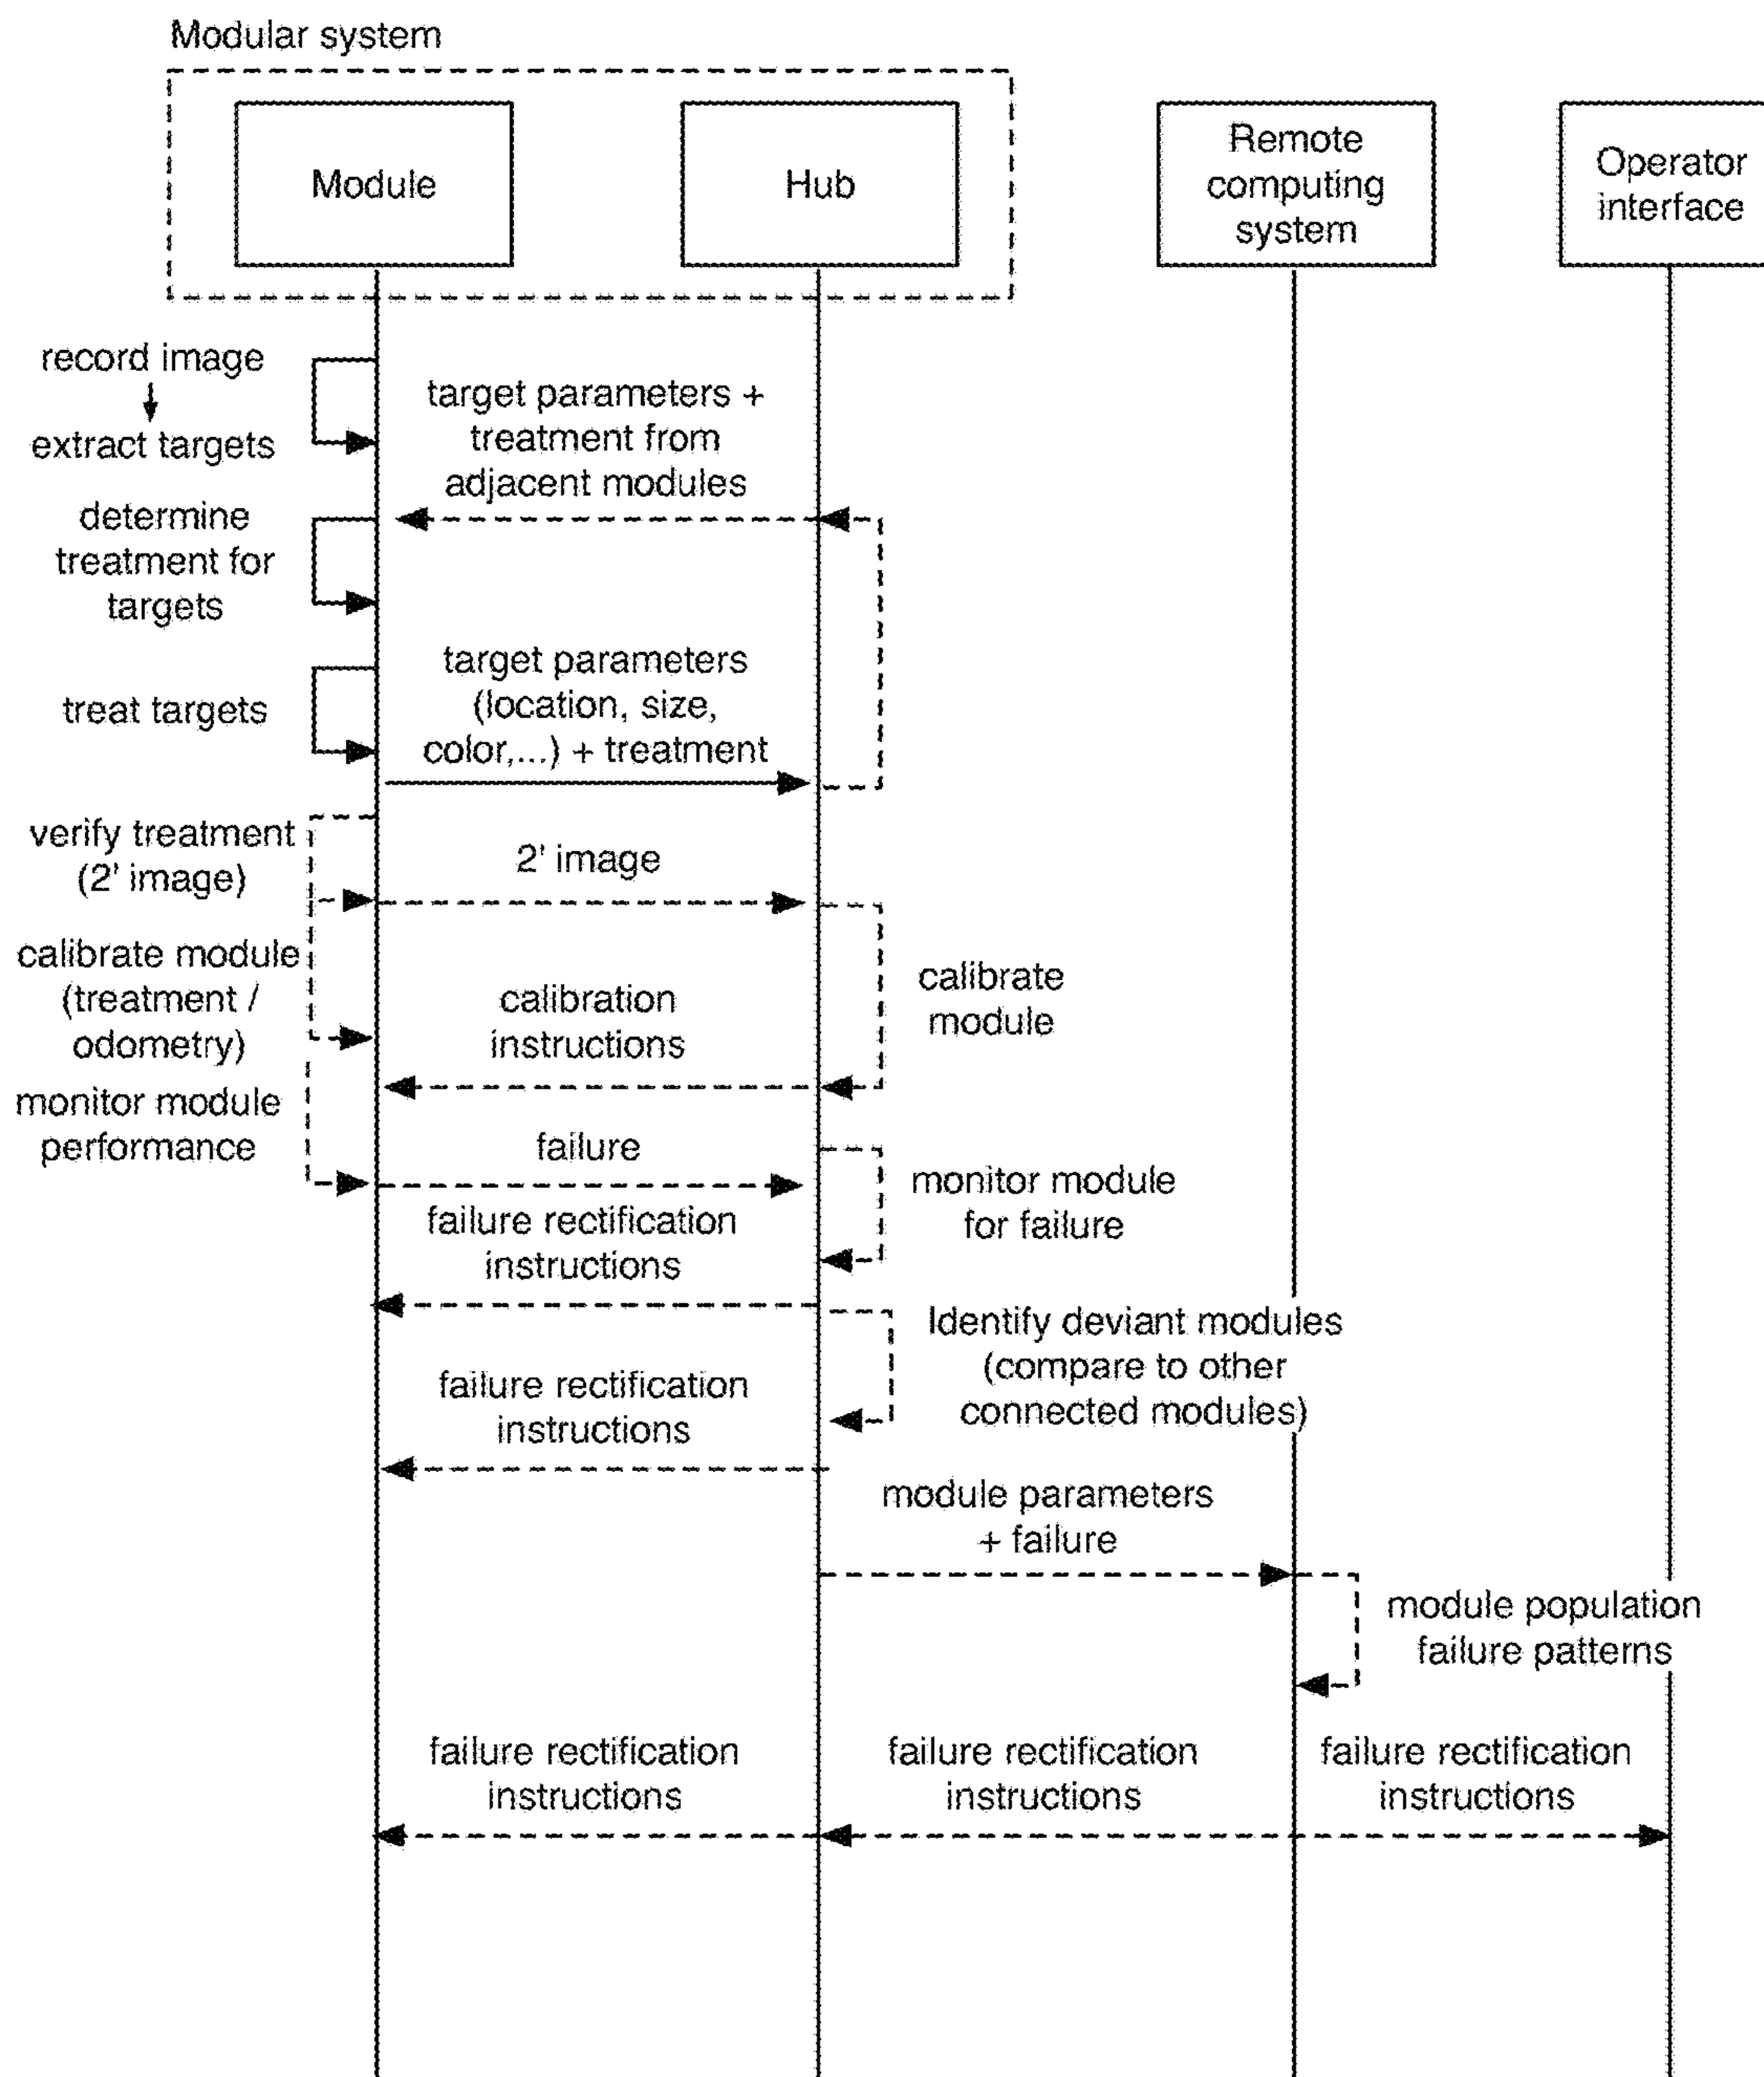 Modular system
Module
Hub
Remote
computing
system
Operator
interface
record image
extract targets
target parameters +
treatment from
adjacent modules
determine
treatment for
targets
target parameters
(location, size,
color,...) + treatment
treat targets
verify treatment
(2' image)
2' image
calibrate module
(treatment /
odometry)
calibration
instructions
calibrate
module
monitor module
performance
failure
monitor module
for failure
failure rectification
instructions
Identify deviant modules
(compare to other
connected modules)
failure rectification
instructions
module parameters
+ failure
module population
failure patterns
failure rectification
instructions
failure rectification
instructions
failure rectification
instructions